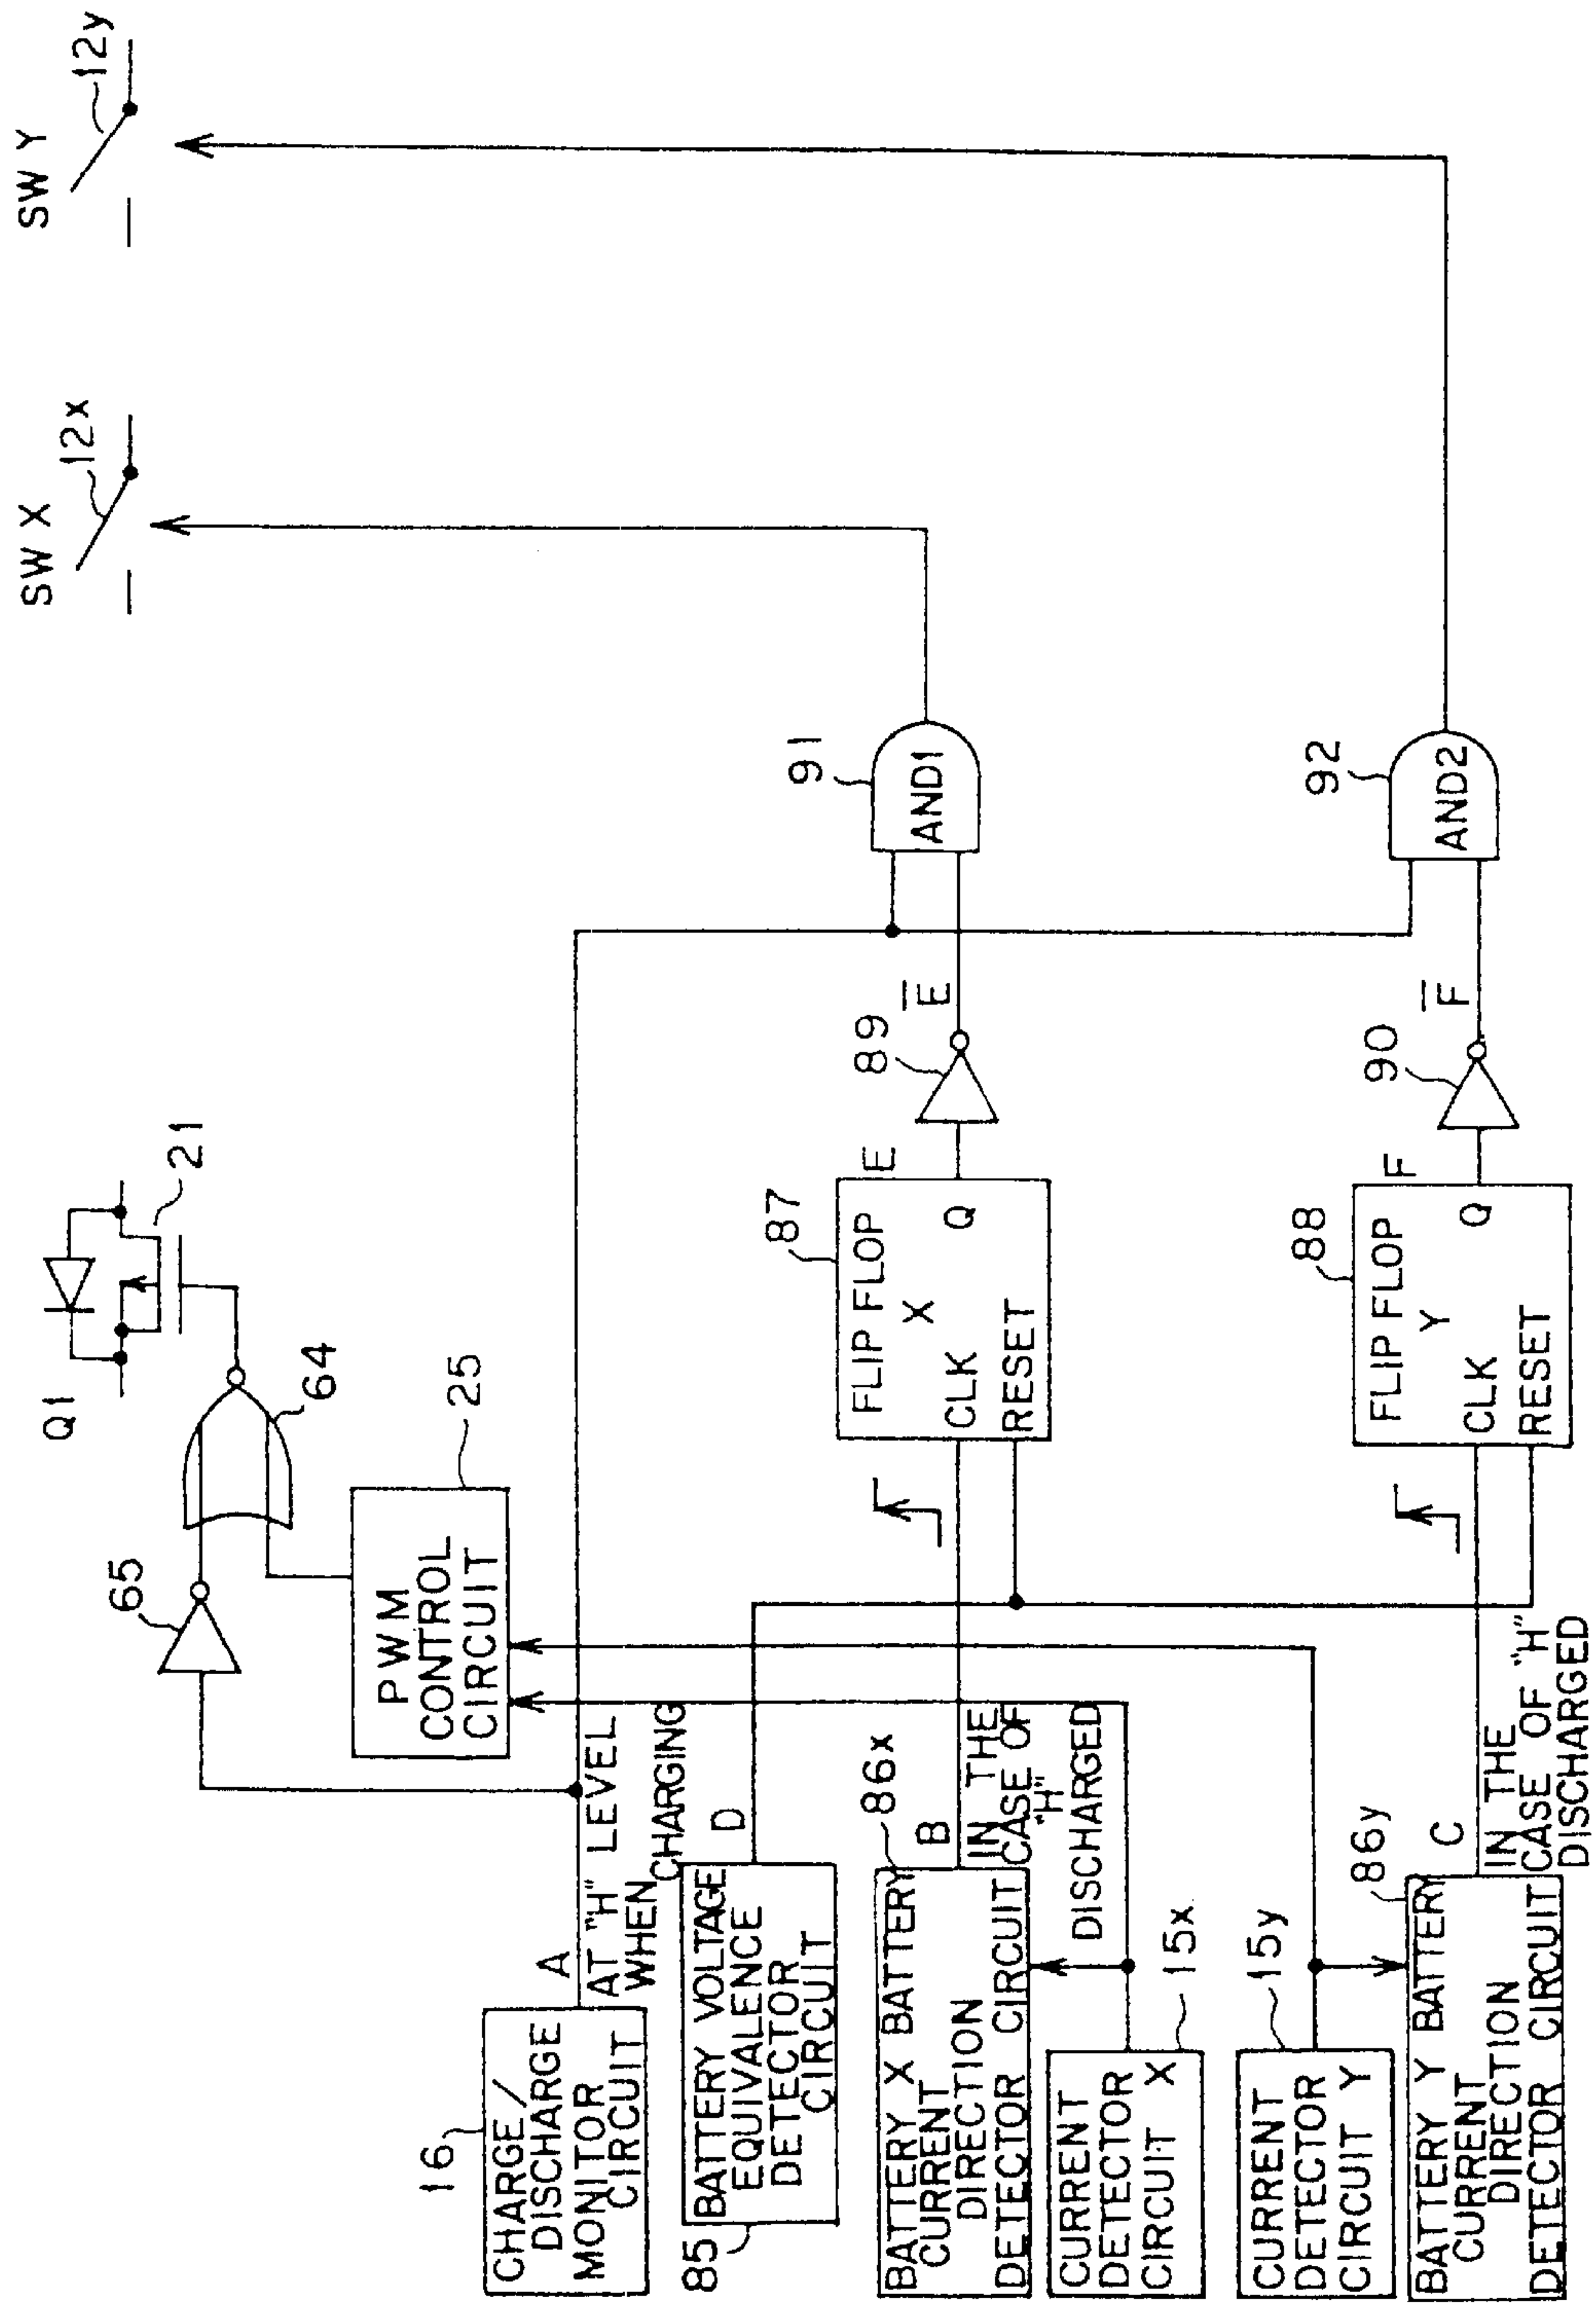 SW X
12x
SW Y
12y
Q1
21
65
64
PWM
CONTROL
CIRCUIT
25
16
CHARGE/
DISCHARGE
MONITOR
CIRCUIT
A
AT "H" LEVEL
WHEN CHARGING
85
BATTERY VOLTAGE
EQUIVALENCE
DETECTOR
CIRCUIT
D
BATTERY X BATTERY
CURRENT
DIRECTION
DETECTOR CIRCUIT
86x
B
IN THE
CASE OF
"H"
DISCHARGED
CURRENT
DETECTOR
CIRCUIT X
15x
CURRENT
DETECTOR
CIRCUIT Y
15y
BATTERY Y BATTERY
CURRENT
DIRECTION
DETECTOR CIRCUIT
86y
C
IN THE
CASE OF "H"
DISCHARGED
FLIP FLOP
X
CLK
Q
RESET
87
E
89
E̅
AND1
91
FLIP FLOP
Y
CLK
Q
RESET
88
F
90
F̅
AND2
92